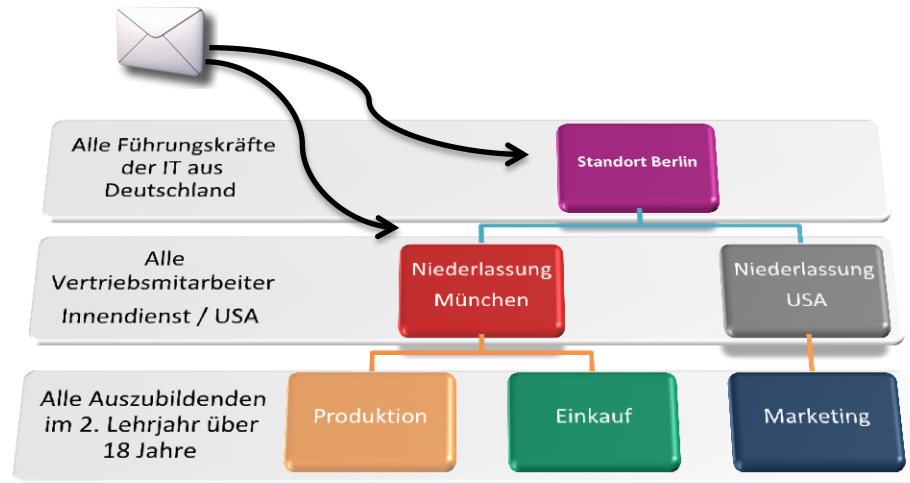 Alle Führungskräfte
der IT aus
Deutschland
Standort Berlin
Alle
Vertriebsmitarbeiter
Innendienst / USA
Niederlassung
München
Niederlassung
USA
Alle Auszubildenden
im 2. Lehrjahr über
18 Jahre
Produktion
Einkauf
Marketing